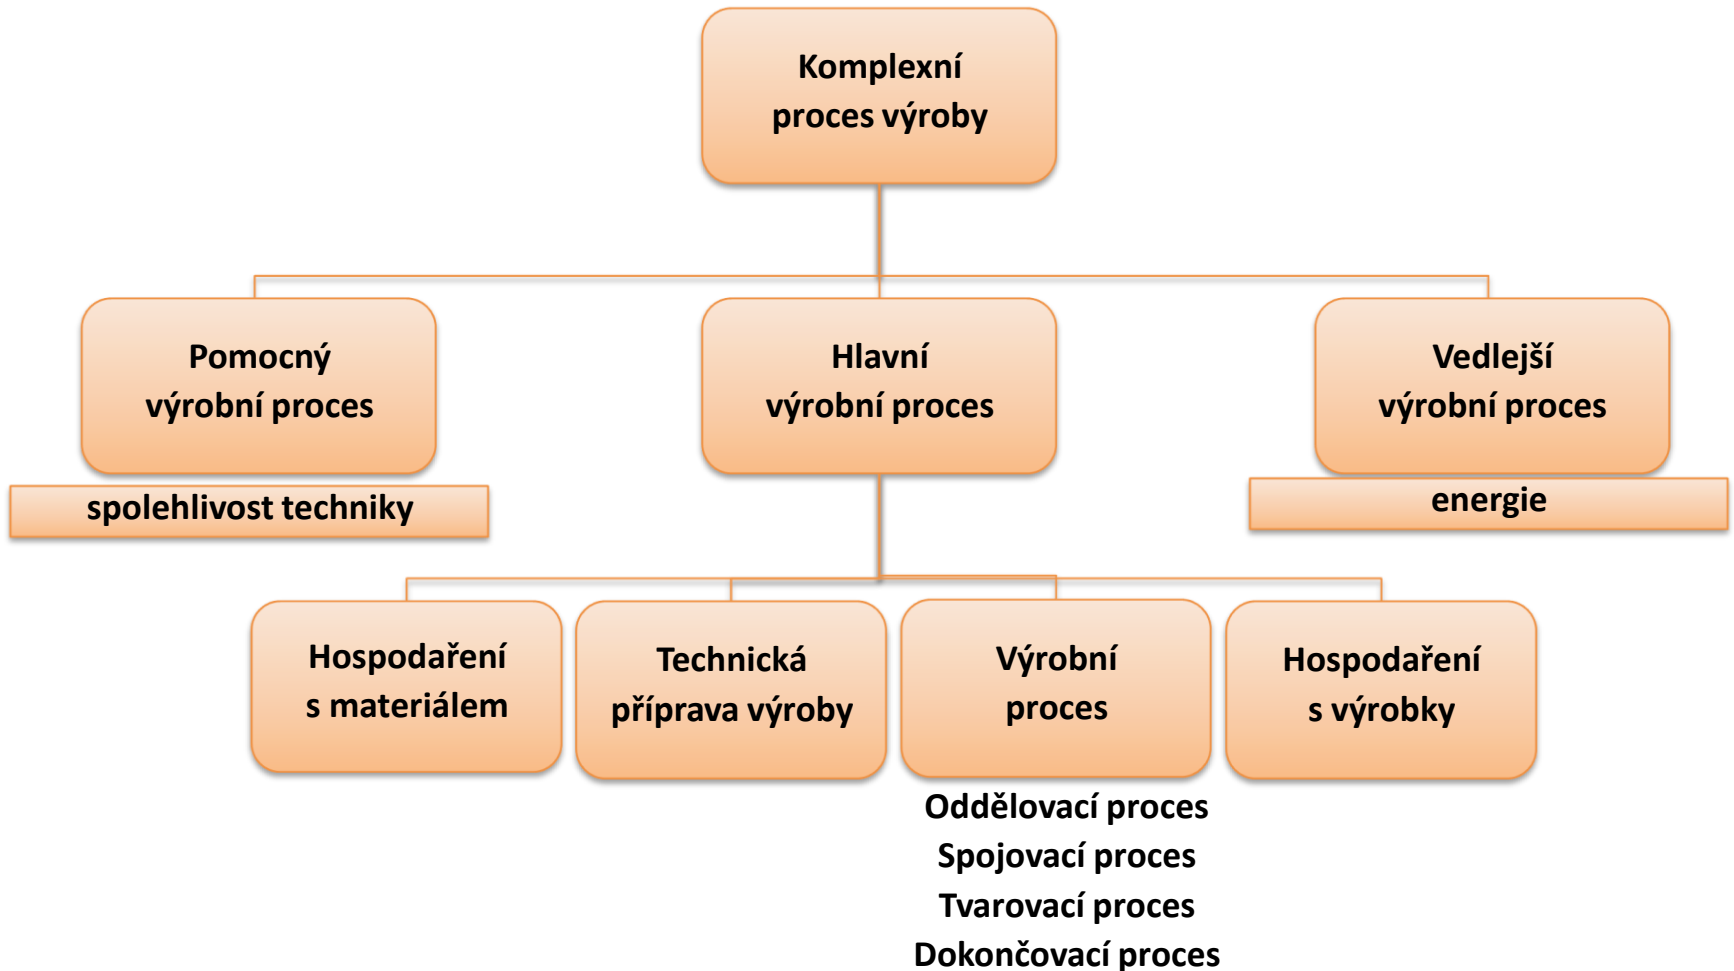 Komplexní
proces výroby
Pomocný
výrobní proces
Hlavní
výrobní proces
Vedlejší
výrobní proces
spolehlivost techniky
energie
Hospodaření
s materiálem
Technická
příprava výroby
Výrobní
proces
Hospodaření
s výrobky
Oddělovací proces
Spojovací proces
Tvarovací proces
Dokončovací proces